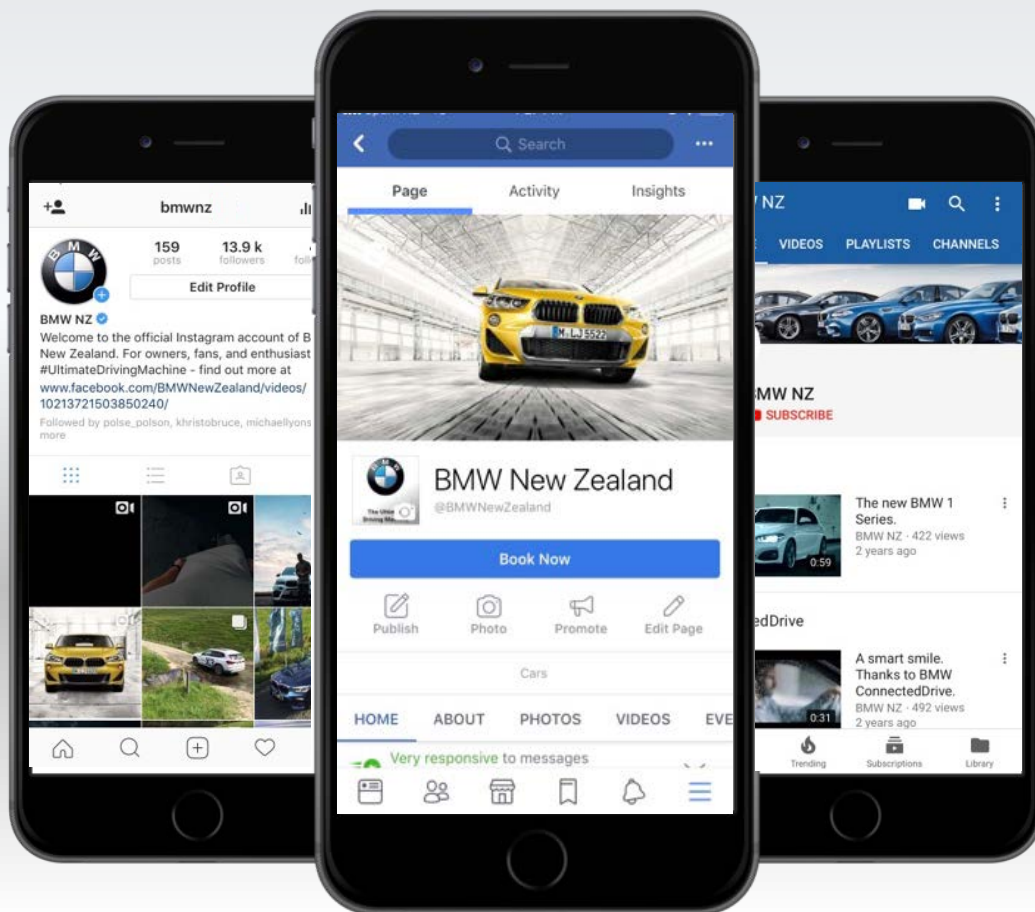 bmwnz
159
13.9 k
posts
followers
Edit Profile
BMW NZ
Welcome to the official Instagram account of B
New Zealand. For owners, fans, and enthusiast
#UltimateDrivingMachine - find out more at
www.facebook.com/BMWNewZealand/videos/
10213721503850240/
Followed by polse_polson, khristobruce, michaellyons
more
Search
Page
Activity
Insights
M·LJ 5522
BMW
BMW New Zealand
@BMWNewZealand
Book Now
Publish
Photo
Promote
Edit Page
Cars
HOME
ABOUT
PHOTOS
VIDEOS
EVE
Very responsive to messages
NZ
VIDEOS
PLAYLISTS
CHANNELS
MW NZ
SUBSCRIBE
The new BMW 1
Series.
BMW NZ · 422 views
2 years ago
0:59
edDrive
A smart smile.
Thanks to BMW
ConnectedDrive.
BMW NZ · 492 views
2 years ago
0:31
Trending
Subscriptions
Library